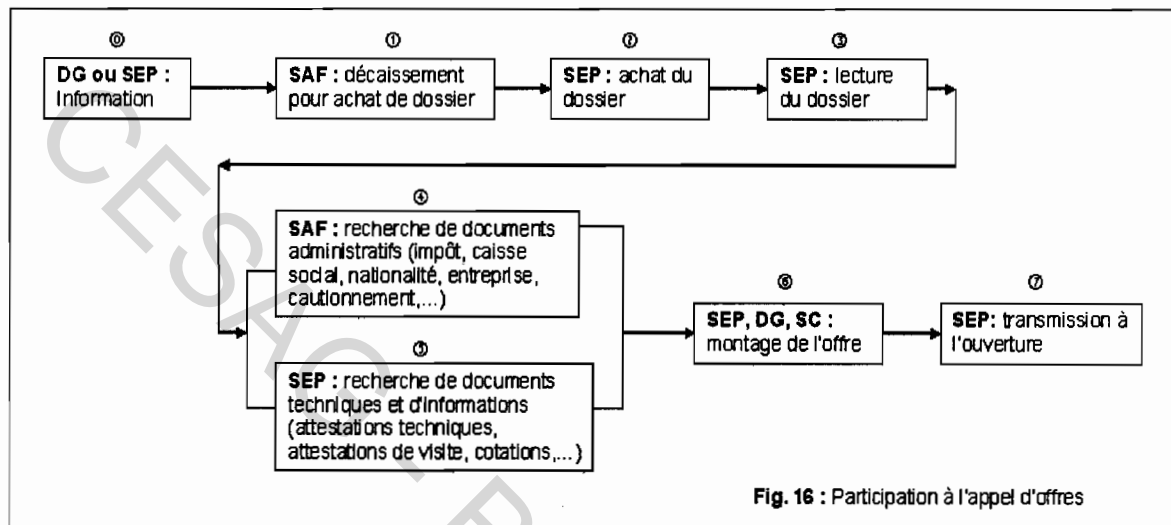 ⓪
DG ou SEP :
Information
①
SAF : décaissement
pour achat de dossier
②
SEP : achat du
dossier
③
SEP : lecture
du dossier
④
SAF : recherche de documents
administratifs (impôt, caisse
social, nationalité, entreprise,
cautionnement,...)
⑤
SEP : recherche de documents
techniques et d'informations
(attestations techniques,
attestations de visite, cotations,...)
⑥
SEP, DG, SC :
montage de l'offre
⑦
SEP: transmission à
l'ouverture
Fig. 16 : Participation à l'appel d'offres
CESAG